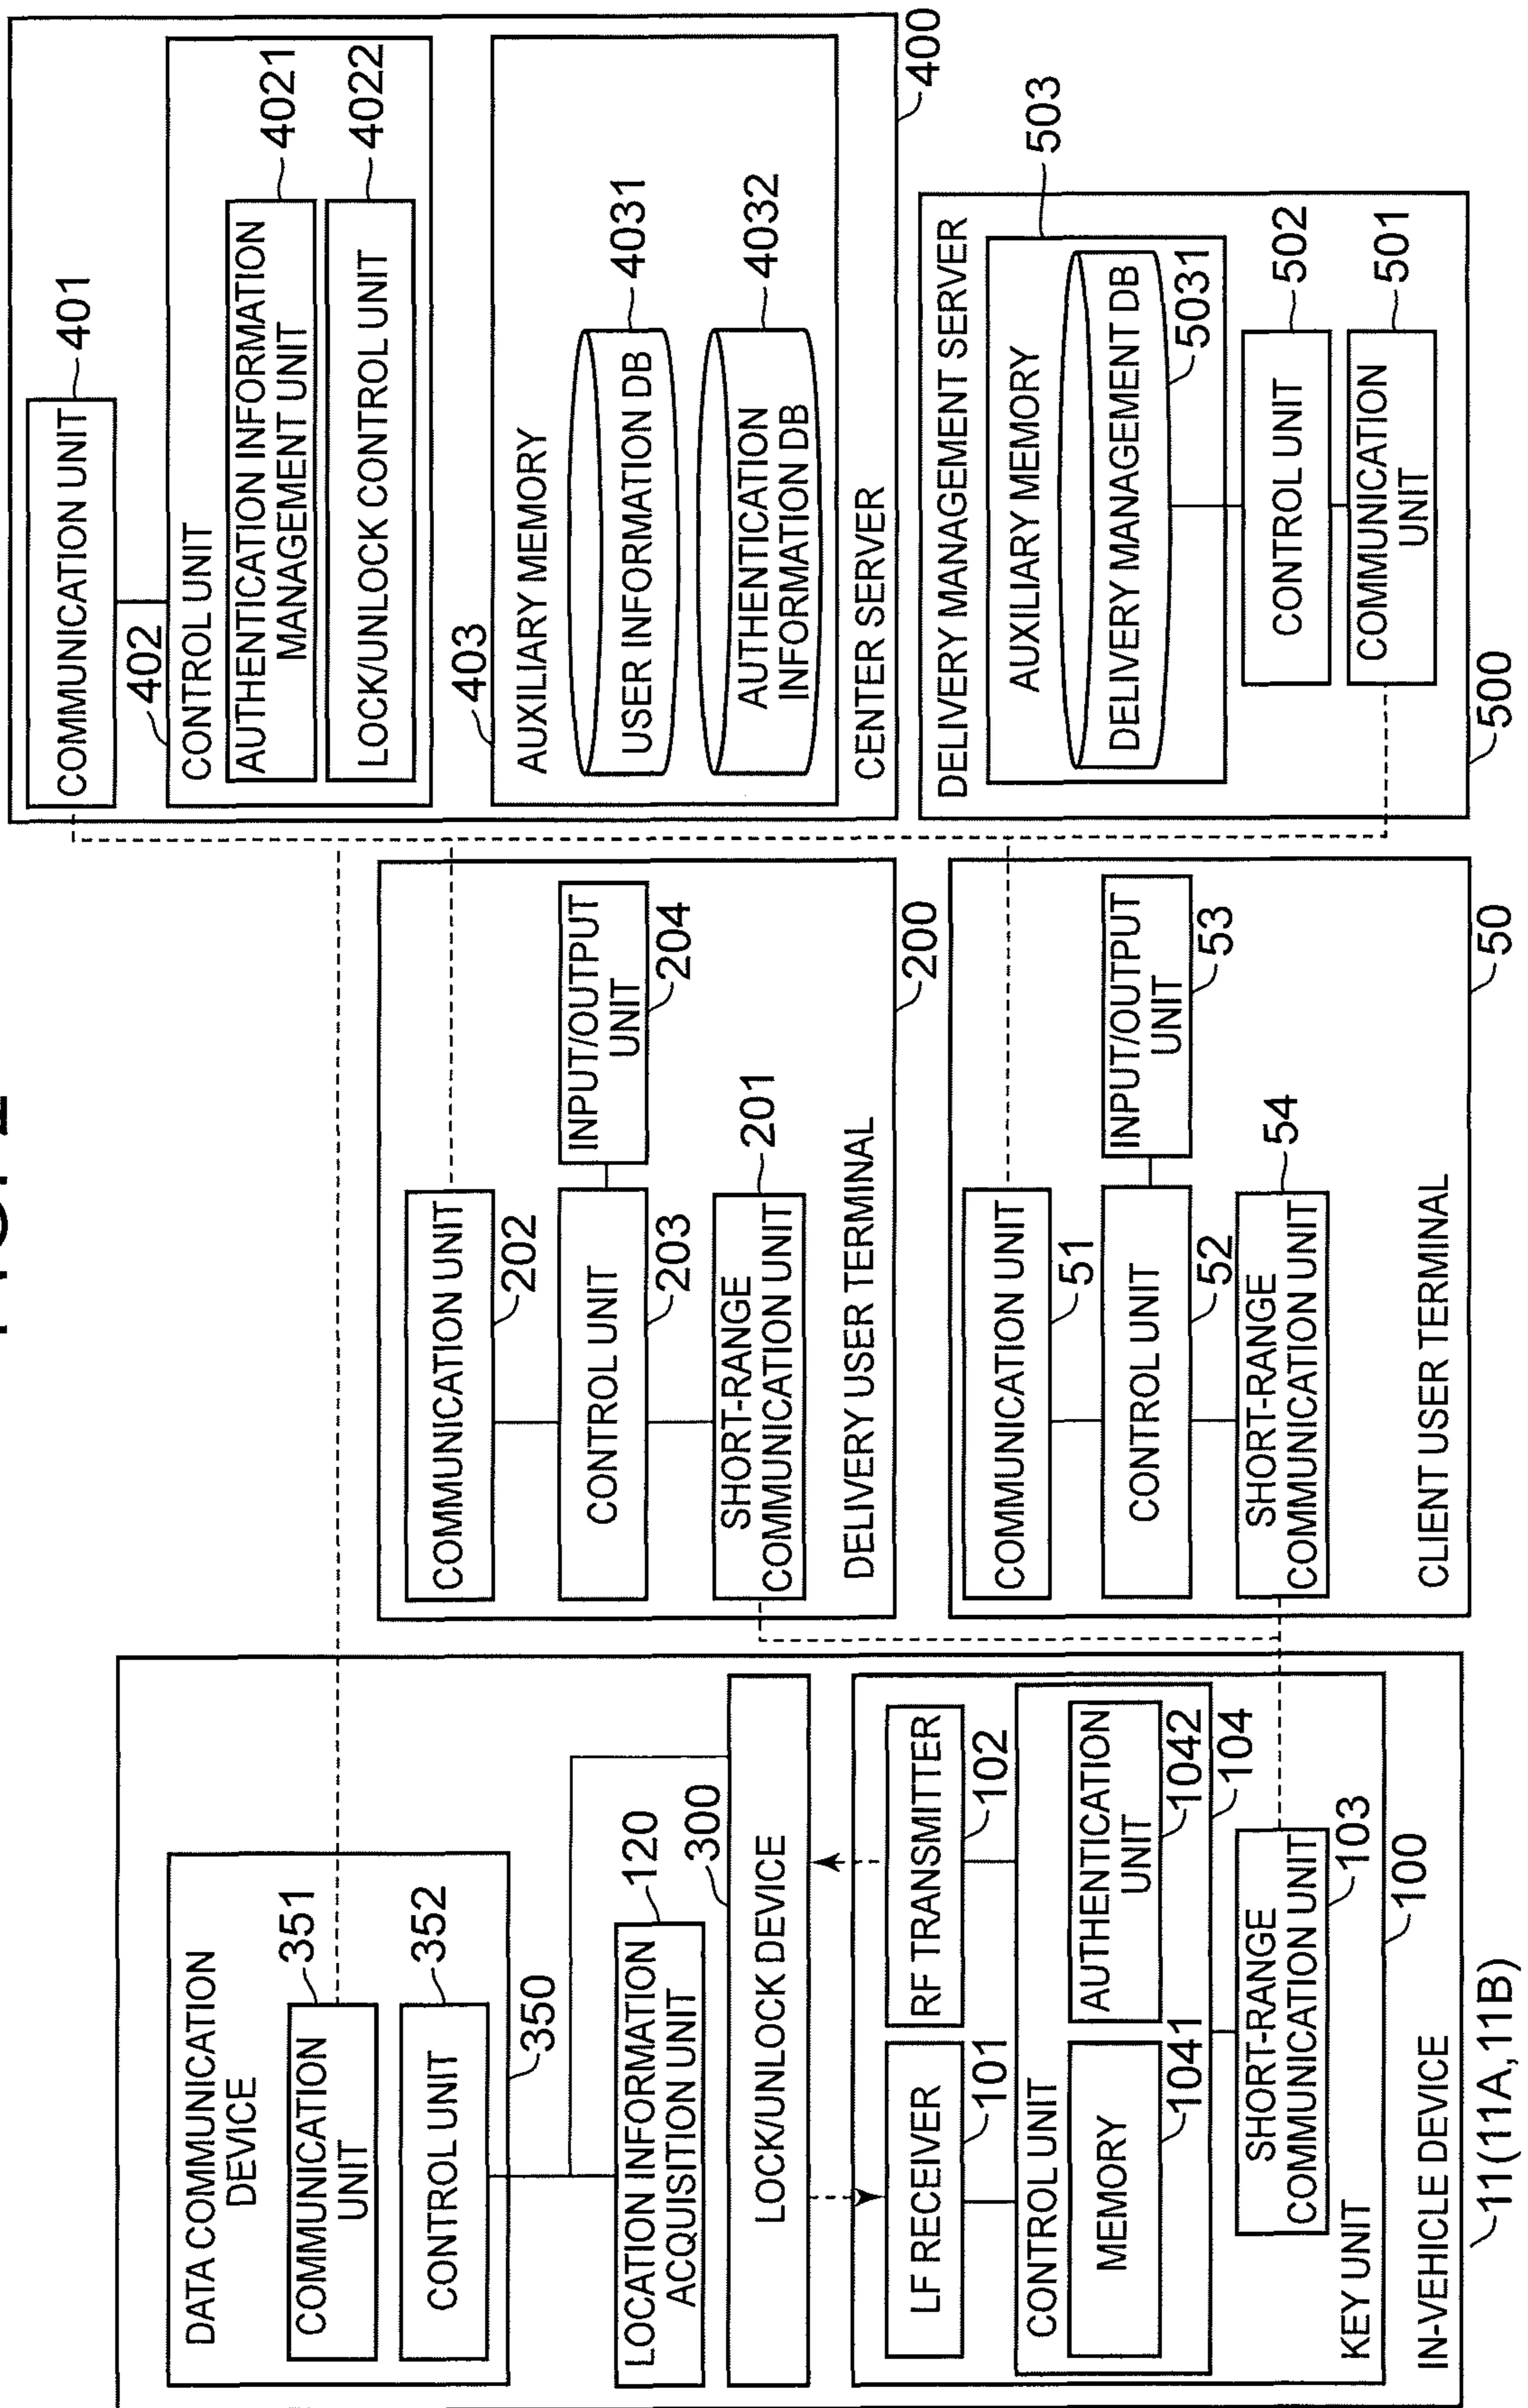 DATA COMMUNICATION
DEVICE
COMMUNICATION
UNIT
351
CONTROL UNIT
352
350
LOCATION INFORMATION
ACQUISITION UNIT
120
300
LOCK/UNLOCK DEVICE
LF RECEIVER
101
RF TRANSMITTER
102
CONTROL UNIT
MEMORY
1041
AUTHENTICATION
UNIT
1042
104
SHORT-RANGE
COMMUNICATION UNIT
103
KEY UNIT
100
IN-VEHICLE DEVICE
11(11A,11B)
COMMUNICATION UNIT
202
CONTROL UNIT
203
INPUT/OUTPUT
UNIT
204
SHORT-RANGE
COMMUNICATION UNIT
201
DELIVERY USER TERMINAL
200
COMMUNICATION UNIT
51
CONTROL UNIT
52
INPUT/OUTPUT
UNIT
53
SHORT-RANGE
COMMUNICATION UNIT
54
CLIENT USER TERMINAL
50
COMMUNICATION UNIT
401
402
CONTROL UNIT
AUTHENTICATION INFORMATION
MANAGEMENT UNIT
4021
LOCK/UNLOCK CONTROL UNIT
4022
403
AUXILIARY MEMORY
USER INFORMATION DB
4031
AUTHENTICATION
INFORMATION DB
4032
CENTER SERVER
400
DELIVERY MANAGEMENT SERVER
AUXILIARY MEMORY
503
DELIVERY MANAGEMENT DB
5031
CONTROL UNIT
502
COMMUNICATION
UNIT
501
500